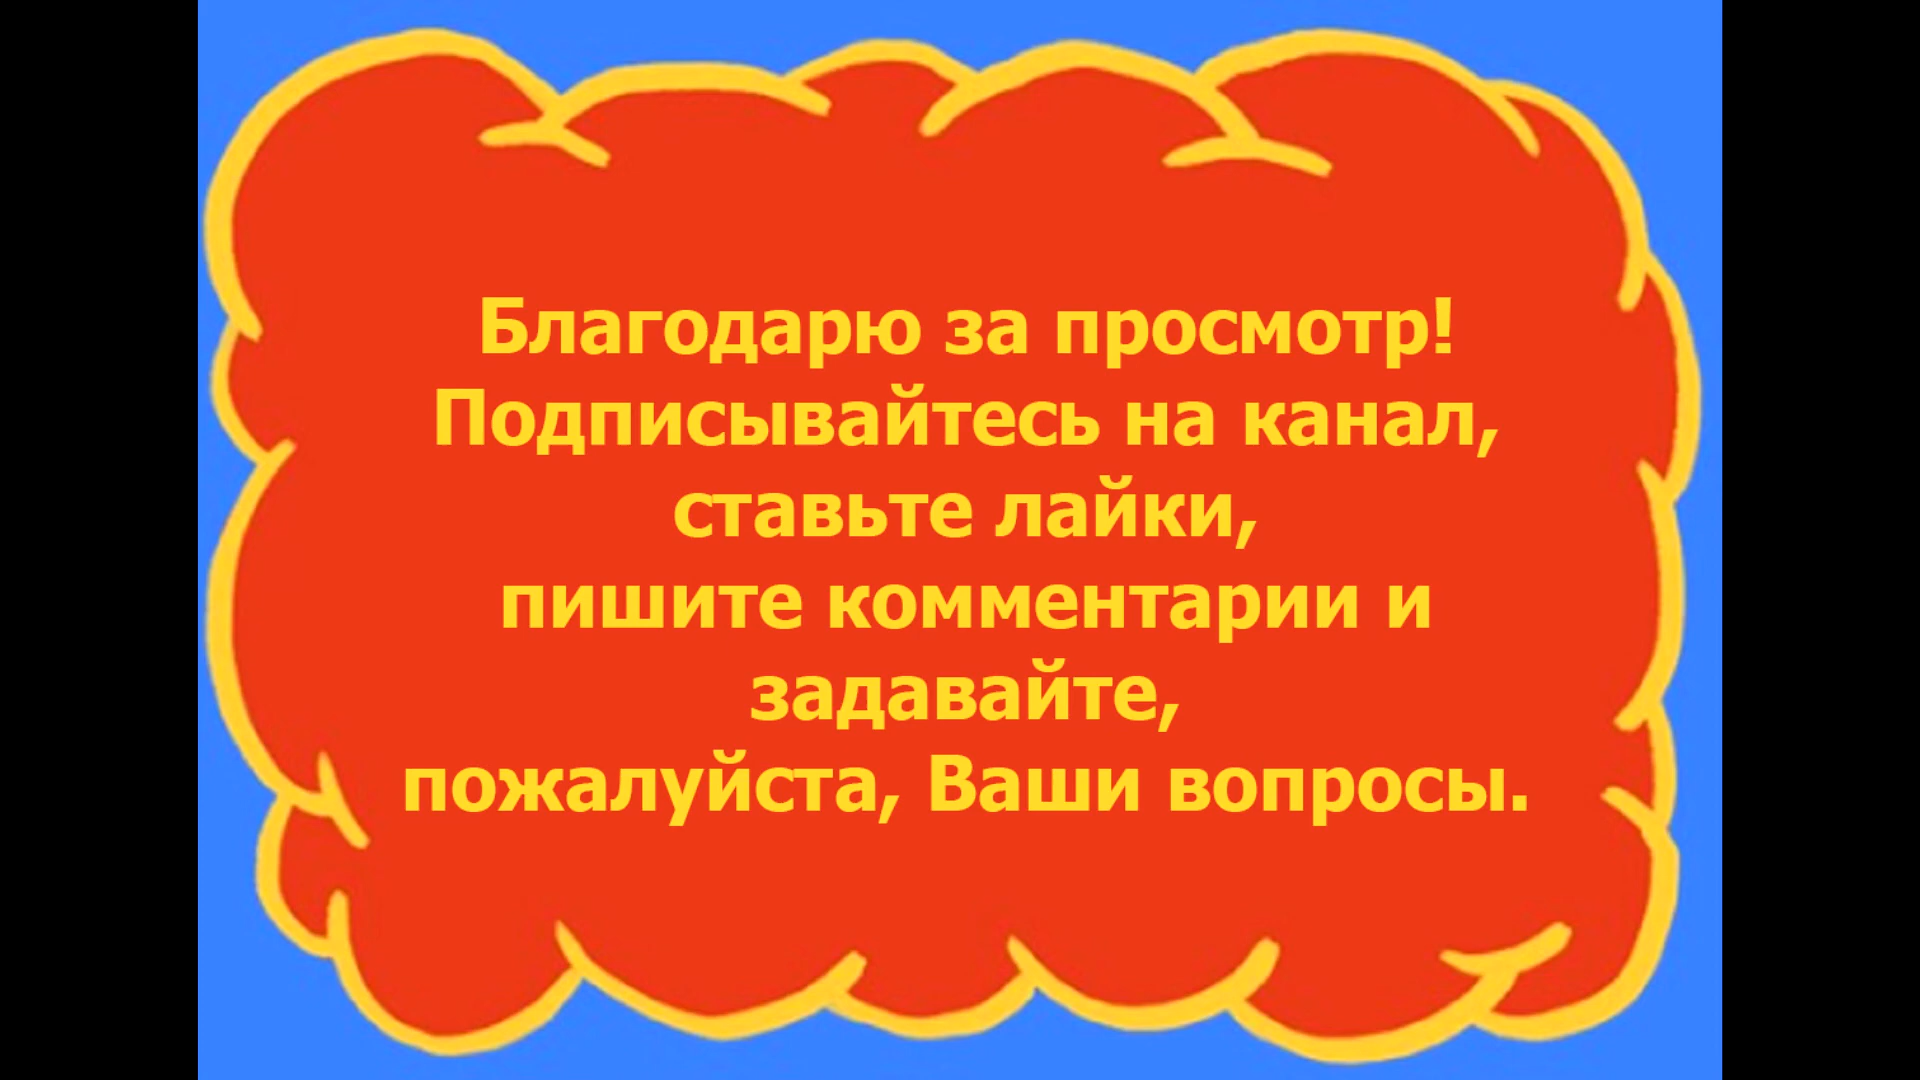 Благодарю за просмотр!
Подписывайтесь на канал,
ставьте лайки,
пишите комментарии и
задавайте,
пожалуйста, Ваши вопросы.